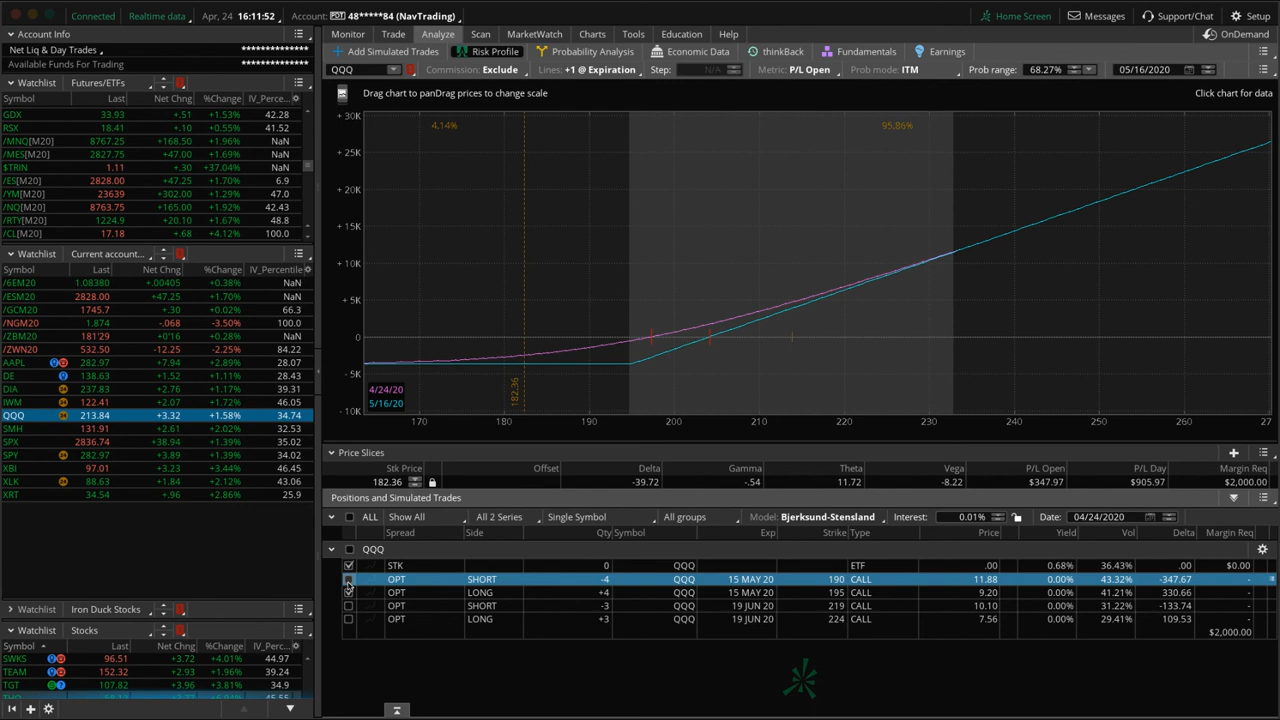 Connected Realtime data Apr, 24 16:11:52 Account: 48*****84 (NavTrading) Home Screen Messages Support/Chat Setup
Account Info
Net Liq & Day Trades **************
Available Funds For Trading **************
Monitor Trade Analyze Scan MarketWatch Charts Tools Education Help OnDemand
Add Simulated Trades Risk Profile Probability Analysis Economic Data thinkBack Fundamentals Earnings
QQQ Commission: Exclude Lines: +1 @ Expiration Step: N/A Metric: P/L Open Prob mode: ITM Prob range: 68.27% 05/16/2020
Drag chart to panDrag prices to change scale Click chart for data
Watchlist Futures/ETFs
Symbol Last Net Chng %Change IV_Perce...
GDX 33.93 +.51 +1.53% 42.28
RSX 18.41 +.10 +0.55% 41.52
/MNQ[M20] 8767.25 +168.50 +1.96% NaN
/MES[M20] 2827.75 +47.00 +1.69% NaN
$TRIN 1.11 +.30 +37.04% NaN
/ES[M20] 2828.00 +47.25 +1.70% 6.9
/YM[M20] 23639 +302.00 +1.29% 47.0
/NQ[M20] 8763.75 +165.00 +1.92% 42.43
/RTY[M20] 1224.9 +20.10 +1.67% 48.8
/CL[M20] 17.18 +.68 +4.12% 100.0
Watchlist Current account...
Symbol Last Net Chng %Change IV_Percentile
/6EM20 1.08380 +.00405 +0.38% NaN
/ESM20 2828.00 +47.25 +1.70% NaN
/GCM20 1745.7 +.30 +0.02% 66.3
/NGM20 1.874 -.068 -3.50% 100.0
/ZBM20 181'29 +0'16 +0.28% NaN
/ZWN20 532.50 -12.25 -2.25% 84.22
AAPL 282.97 +7.94 +2.89% 28.07
DE 138.63 +1.52 +1.11% 28.43
DIA 237.83 +2.76 +1.17% 39.31
IWM 122.41 +2.07 +1.72% 46.05
QQQ 213.84 +3.32 +1.58% 34.74
SMH 131.91 +2.61 +2.02% 32.53
SPX 2836.74 +38.94 +1.39% 35.02
SPY 282.97 +3.89 +1.39% 34.02
XBI 97.01 +3.23 +3.44% 46.45
XLK 88.63 +1.84 +2.12% 43.06
XRT 34.54 +.96 +2.86% 25.9
Watchlist Iron Duck Stocks
Watchlist Stocks
Symbol Last Net Chng %Change IV_Perc...
SWKS 96.51 +3.72 +4.01% 44.97
TEAM 152.32 +2.93 +1.96% 39.24
TGT 107.82 +3.96 +3.81% 34.9
+ 30K
4.14% 95.86%
+ 25K
+ 20K
+ 15K
+ 10K
+ 5K
0
- 5K
- 10K
4/24/20
5/16/20
182.36
170 180 190 200 210 220 230 240 250 260 27
Price Slices
Stk Price Offset Delta Gamma Theta Vega P/L Open P/L Day Margin Req
182.36 -39.72 -.54 11.72 -8.22 $347.97 $905.97 $2,000.00
Positions and Simulated Trades
ALL Show All All 2 Series Single Symbol All groups Model: Bjerksund-Stensland Interest: 0.01% Date: 04/24/2020
Spread Side Qty Symbol Exp Strike Type Price Yield Vol Delta Margin Req
QQQ
STK 0 QQQ ETF .00 0.68% 36.43% $0.00
OPT SHORT -4 QQQ 15 MAY 20 190 CALL 11.88 0.00% 43.32% -347.67 -
OPT LONG +4 QQQ 15 MAY 20 195 CALL 9.20 0.00% 41.21% 330.66 -
OPT SHORT -3 QQQ 19 JUN 20 219 CALL 10.10 0.00% 31.22% -133.74 -
OPT LONG +3 QQQ 19 JUN 20 224 CALL 7.56 0.00% 29.41% 109.53 -
$2,000.00